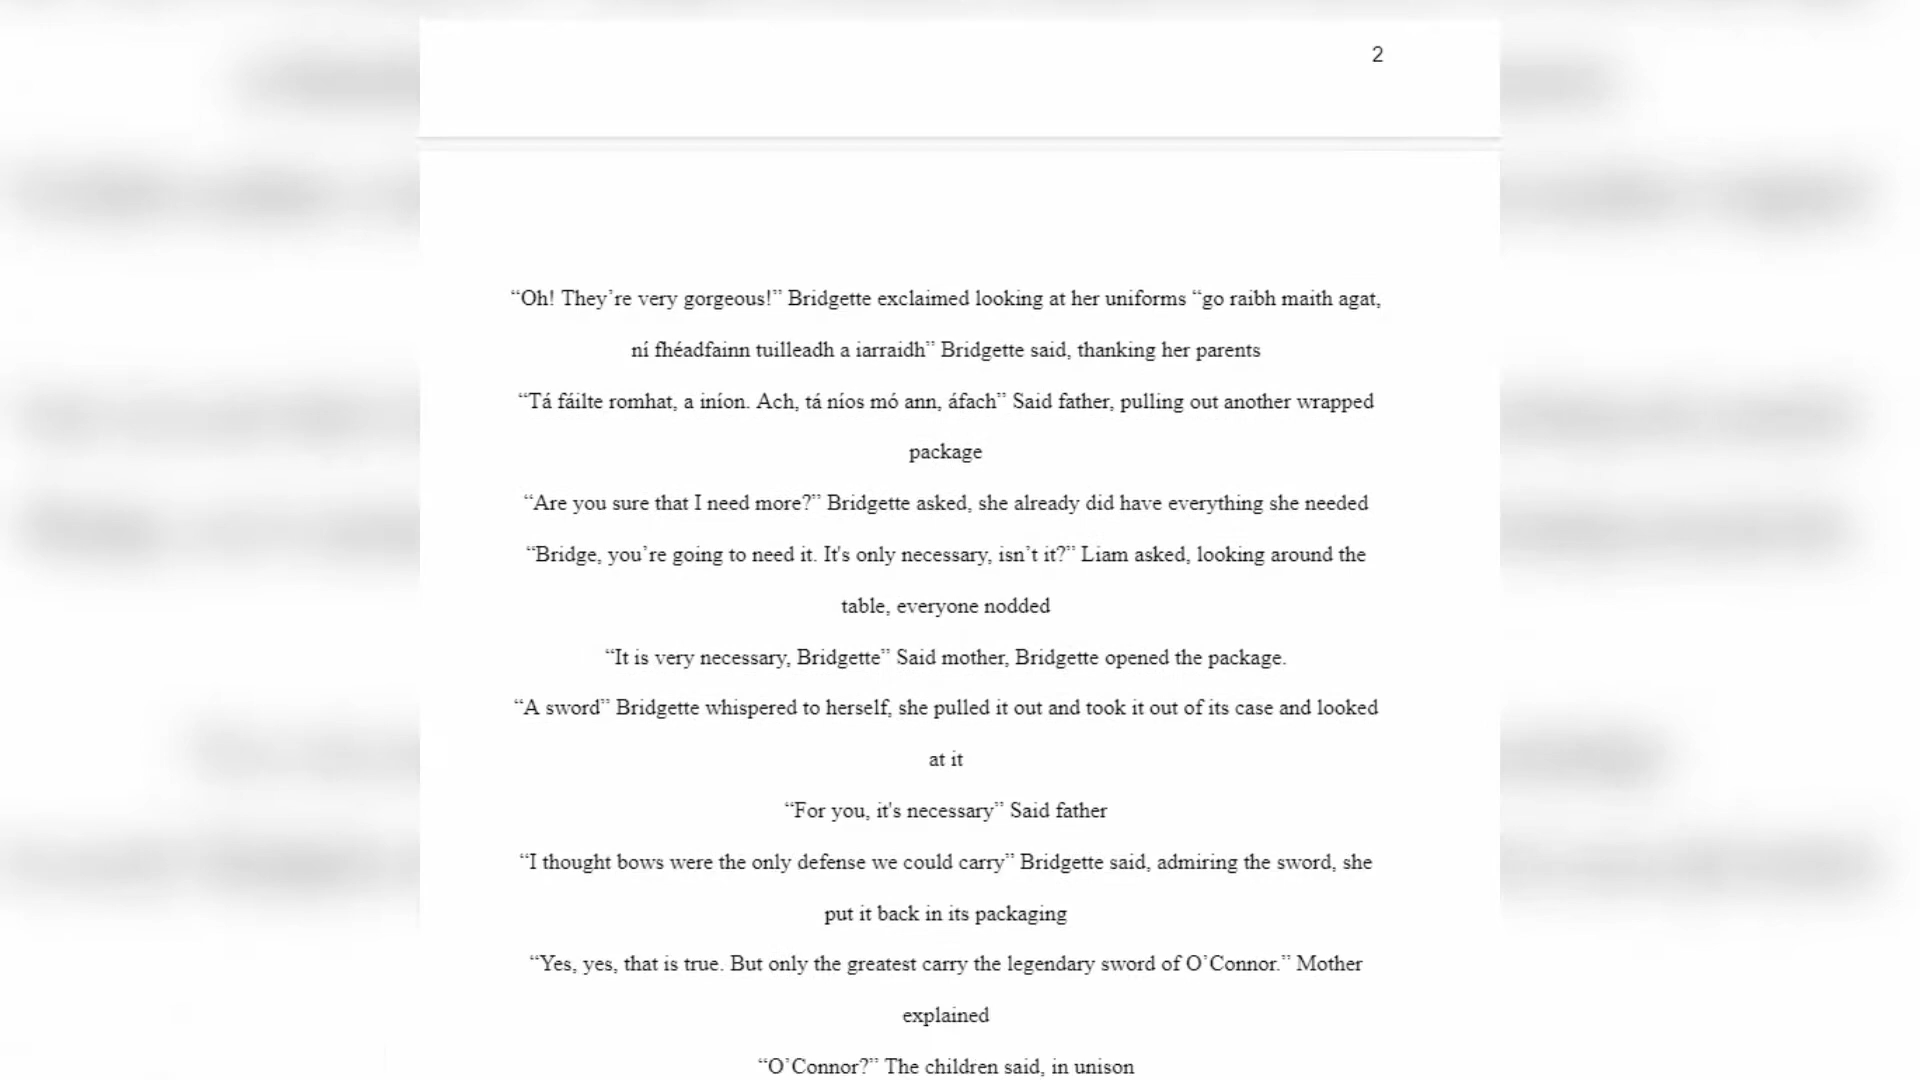 2
“Oh! They’re very gorgeous!” Bridgette exclaimed looking at her uniforms “go raibh maith agat,
ní fhéadfainn tuilleadh a iarraidh” Bridgette said, thanking her parents
“Tá fáilte romhat, a iníon. Ach, tá níos mó ann, áfach” Said father, pulling out another wrapped
package
“Are you sure that I need more?” Bridgette asked, she already did have everything she needed
“Bridge, you’re going to need it. It's only necessary, isn’t it?” Liam asked, looking around the
table, everyone nodded
“It is very necessary, Bridgette” Said mother, Bridgette opened the package.
“A sword” Bridgette whispered to herself, she pulled it out and took it out of its case and looked
at it
“For you, it's necessary” Said father
“I thought bows were the only defense we could carry” Bridgette said, admiring the sword, she
put it back in its packaging
“Yes, yes, that is true. But only the greatest carry the legendary sword of O’Connor.” Mother
explained
“O’Connor?” The children said, in unison